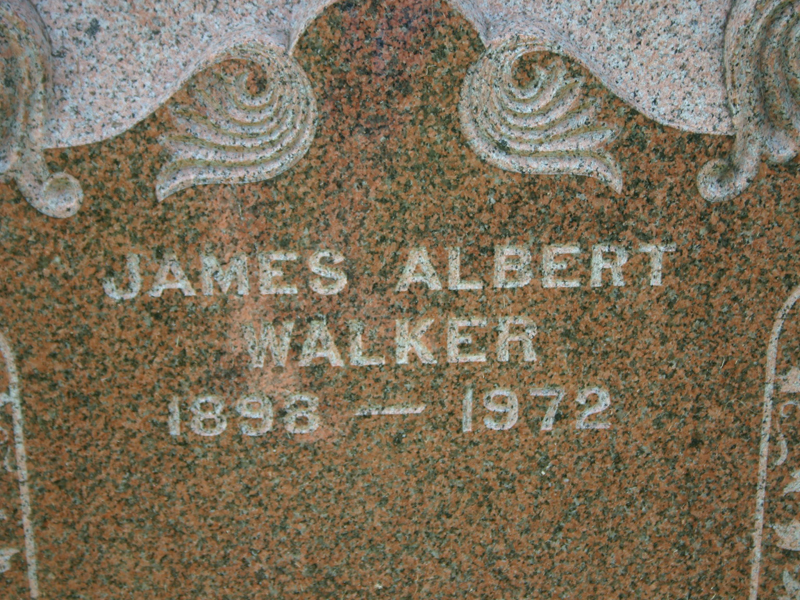 JAMES ALBERT
WALKER
1898 — 1972